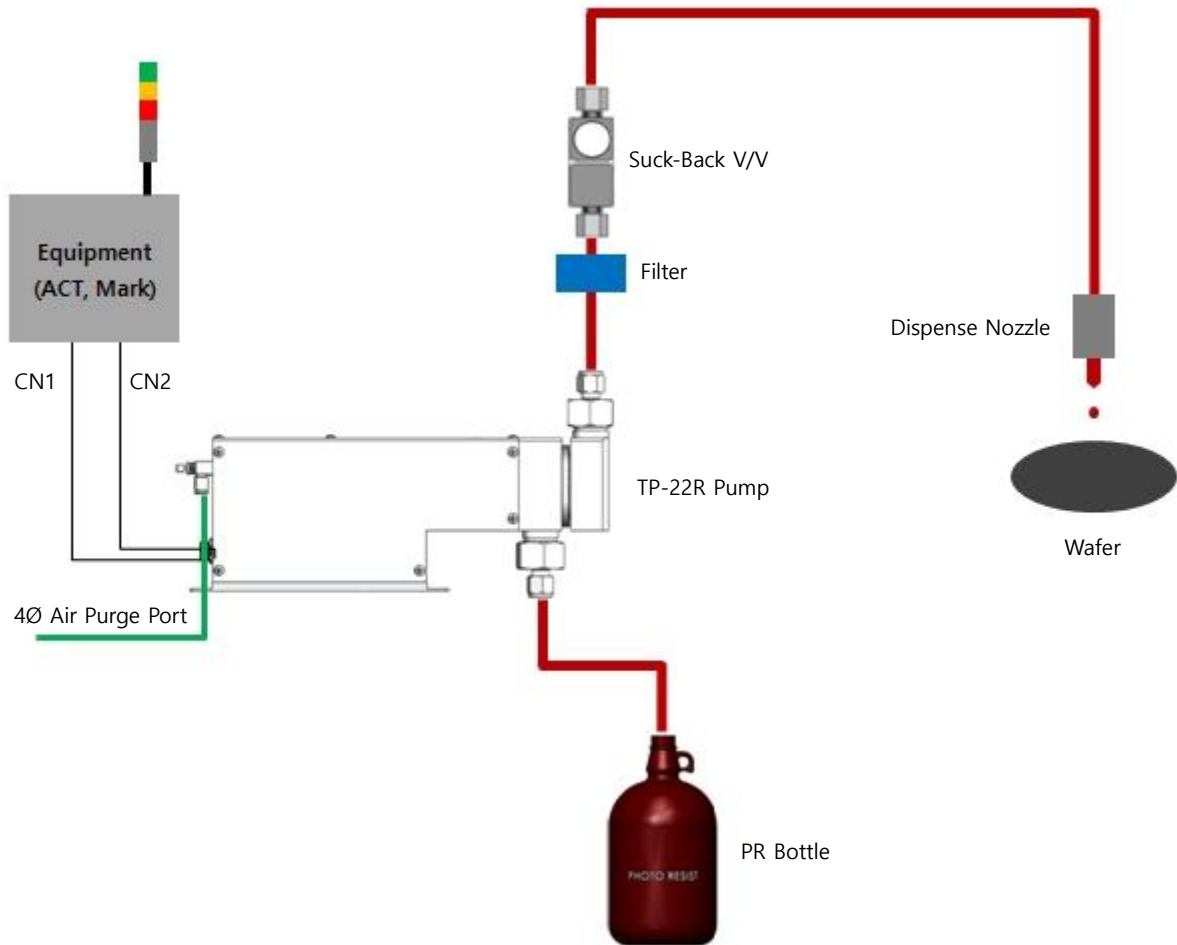 Suck-Back V/V
Equipment
(ACT, Mark)
Filter
Dispense Nozzle
CN1
CN2
TP-22R Pump
Wafer
4Ø Air Purge Port
PR Bottle
PHOTO RESIST